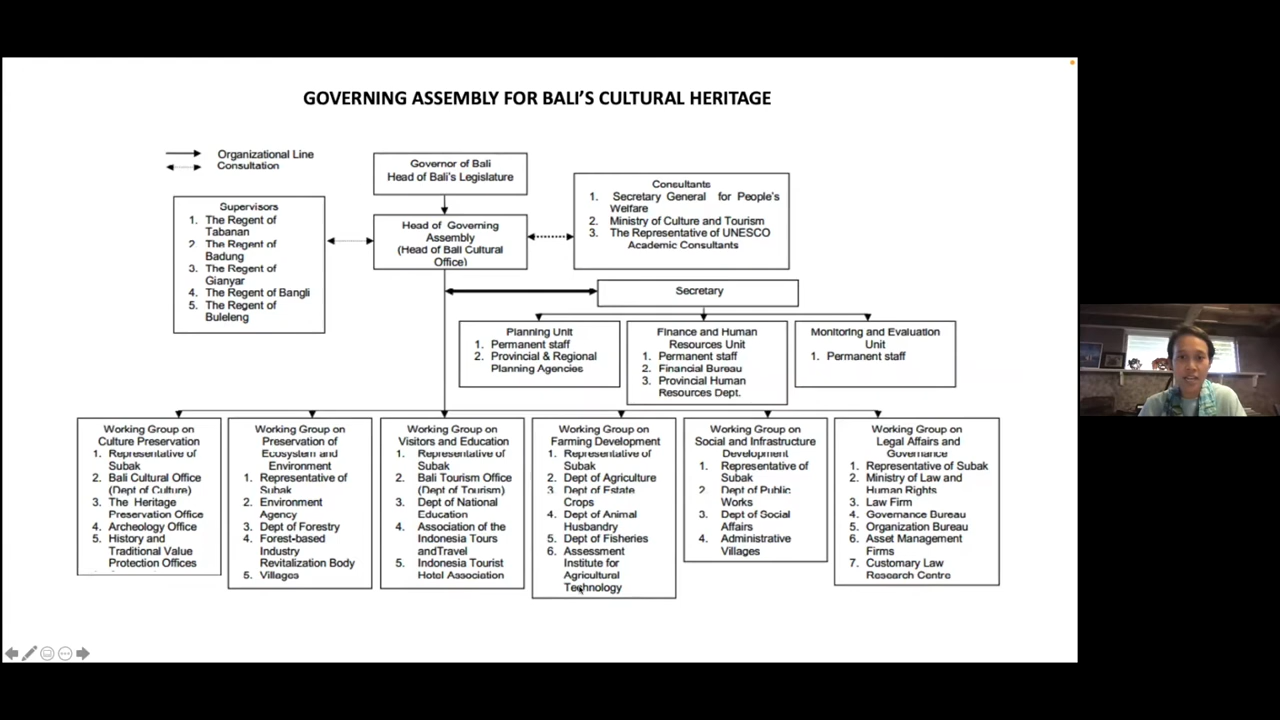 GOVERNING ASSEMBLY FOR BALI'S CULTURAL HERITAGE
Organizational Line
Consultation
Governor of Bali
Head of Bali's Legislature
Supervisors
1. The Regent of
Tabanan
2. The Regent of
Badung
3. The Regent of
Gianyar
4. The Regent of Bangli
5. The Regent of
Buleleng
Head of Governing
Assembly
(Head of Bali Cultural
Office)
Consultants
1. Secretary General for People's
Welfare
2. Ministry of Culture and Tourism
3. The Representative of UNESCO
Academic Consultants
Secretary
Planning Unit
1. Permanent staff
2. Provincial & Regional
Planning Agencies
Finance and Human
Resources Unit
1. Permanent staff
2. Financial Bureau
3. Provincial Human
Resources Dept.
Monitoring and Evaluation
Unit
1. Permanent staff
Working Group on
Culture Preservation
1. Representative of
Subak
2. Bali Cultural Office
(Dept of Culture)
3. The Heritage
Preservation Office
4. Archeology Office
5. History and
Traditional Value
Protection Offices
Working Group on
Preservation of
Ecosystem and
Environment
1. Representative of
Subak
2. Environment
Agency
3. Dept of Forestry
4. Forest-based
Industry
Revitalization Body
5. Villages
Working Group on
Visitors and Education
1. Representative of
Subak
2. Bali Tourism Office
(Dept of Tourism)
3. Dept of National
Education
4. Association of the
Indonesia Tours
andTravel
5. Indonesia Tourist
Hotel Association
Working Group on
Farming Development
1. Representative of
Subak
2. Dept of Agriculture
3. Dept of Estate
Crops
4. Dept of Animal
Husbandry
5. Dept of Fisheries
6. Assessment
Institute for
Agricultural
Technology
Working Group on
Social and Infrastructure
Development
1. Representative of
Subak
2. Dept of Public
Works
3. Dept of Social
Affairs
4. Administrative
Villages
Working Group on
Legal Affairs and
Governance
1. Representative of Subak
2. Ministry of Law and
Human Rights
3. Law Firm
4. Governance Bureau
5. Organization Bureau
6. Asset Management
Firms
7. Customary Law
Research Centre